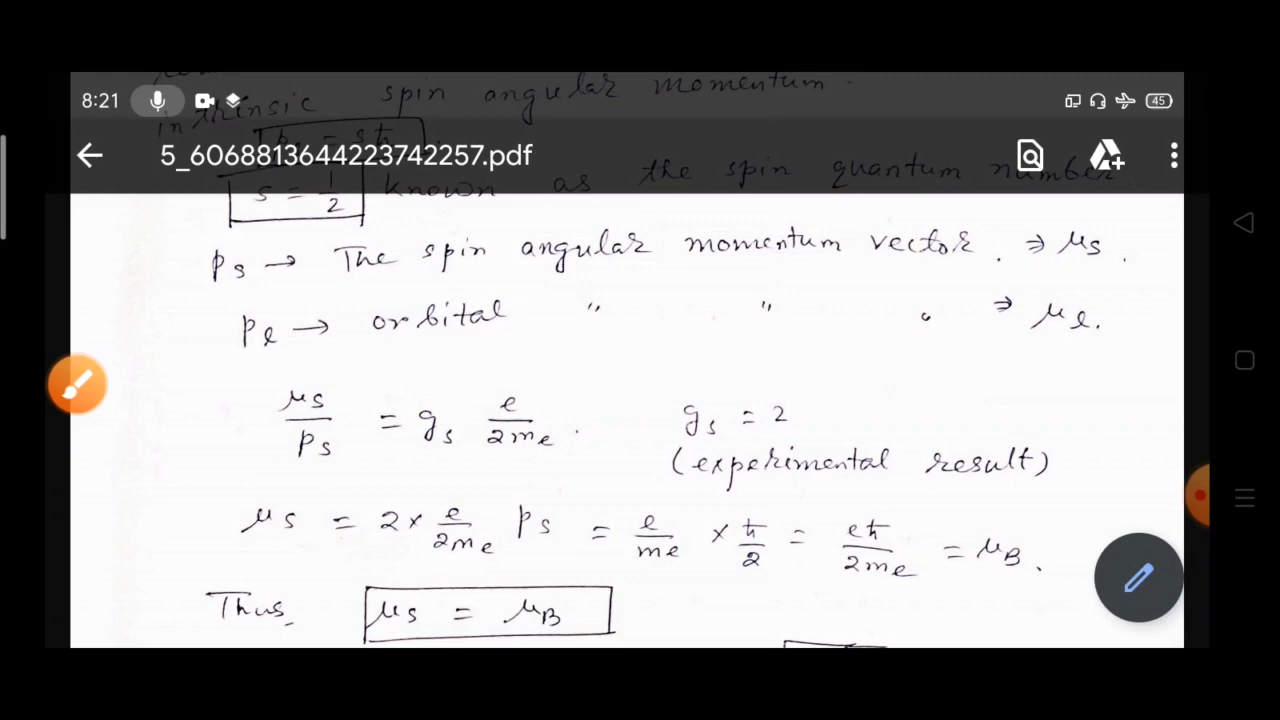 intrinsic spin angular momentum.
8:21 45
5_6068813644223742257.pdf
s = 1/2 known as the spin quantum number
ps → The spin angular momentum vector. ⇒ μs.
pℓ → orbital " " " ⇒ μℓ.
μs/ps = gs e/2me. gs = 2
(experimental result)
μs = 2 × e/2me ps = e/me × ħ/2 = eħ/2me = μB.
Thus, μs = μB